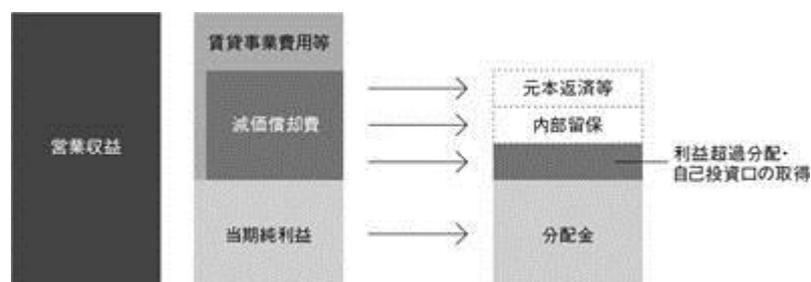 営業収益
賃貸事業費用等
減価償却費
当期純利益
元本返済等
内部留保
利益超過分配・
自己投資口の取得
分配金